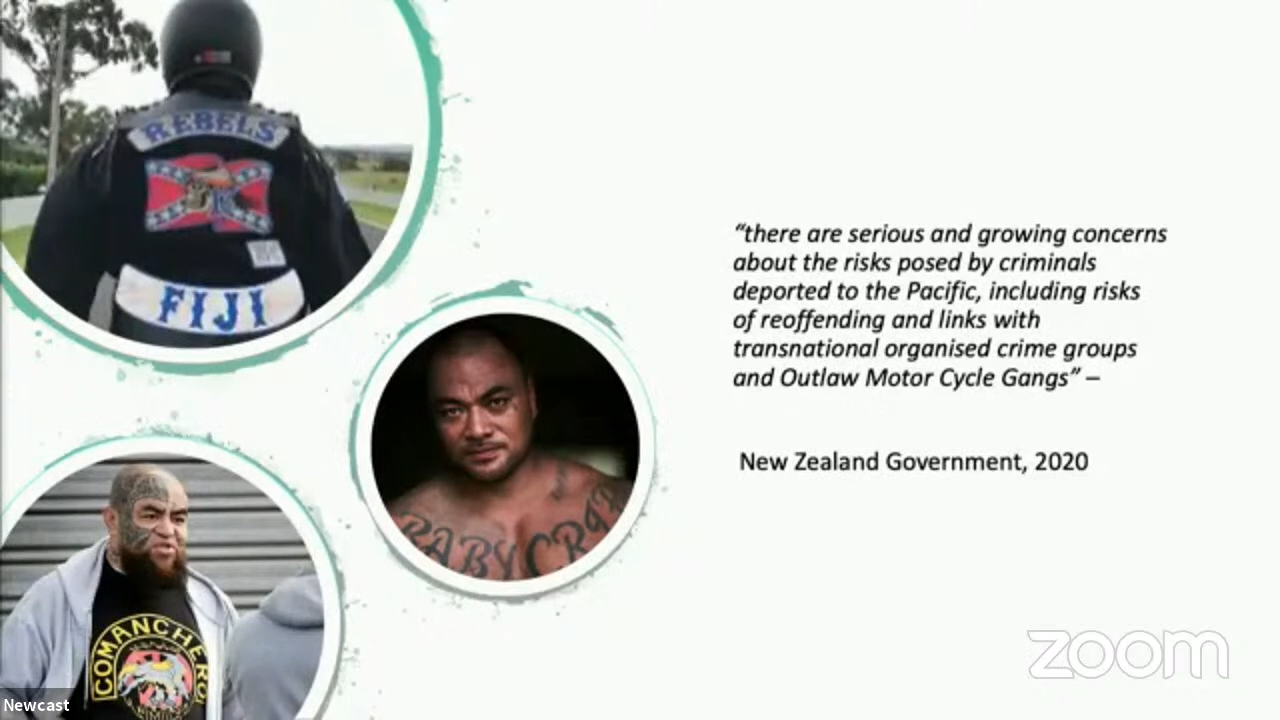 REBELS
FIJI
“there are serious and growing concerns
about the risks posed by criminals
deported to the Pacific, including risks
of reoffending and links with
transnational organised crime groups
and Outlaw Motor Cycle Gangs” –
New Zealand Government, 2020
BABY CRIP
COMANCHERO
zoom
Newcast